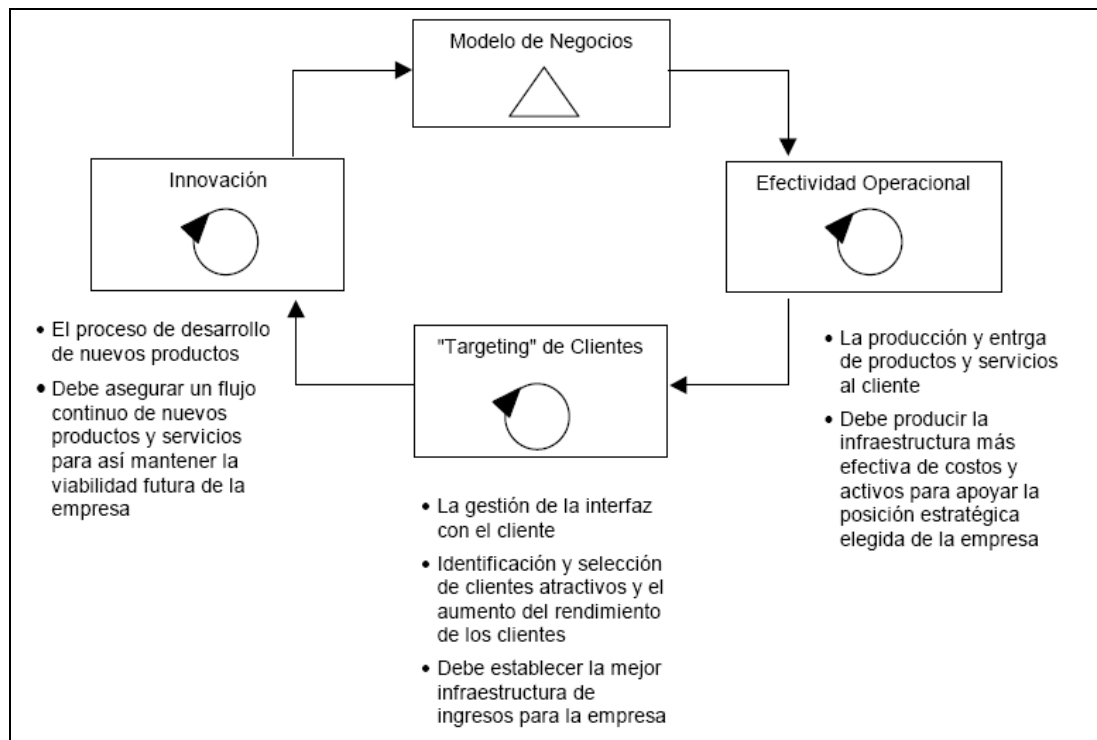 Modelo de Negocios
Innovación
Efectividad Operacional
"Targeting" de Clientes
• El proceso de desarrollo
de nuevos productos
• Debe asegurar un flujo
continuo de nuevos
productos y servicios
para así mantener la
viabilidad futura de la
empresa
• La gestión de la interfaz
con el cliente
• Identificación y selección
de clientes atractivos y el
aumento del rendimiento
de los clientes
• Debe establecer la mejor
infraestructura de
ingresos para la empresa
• La producción y entrga
de productos y servicios
al cliente
• Debe producir la
infraestructura más
efectiva de costos y
activos para apoyar la
posición estratégica
elegida de la empresa